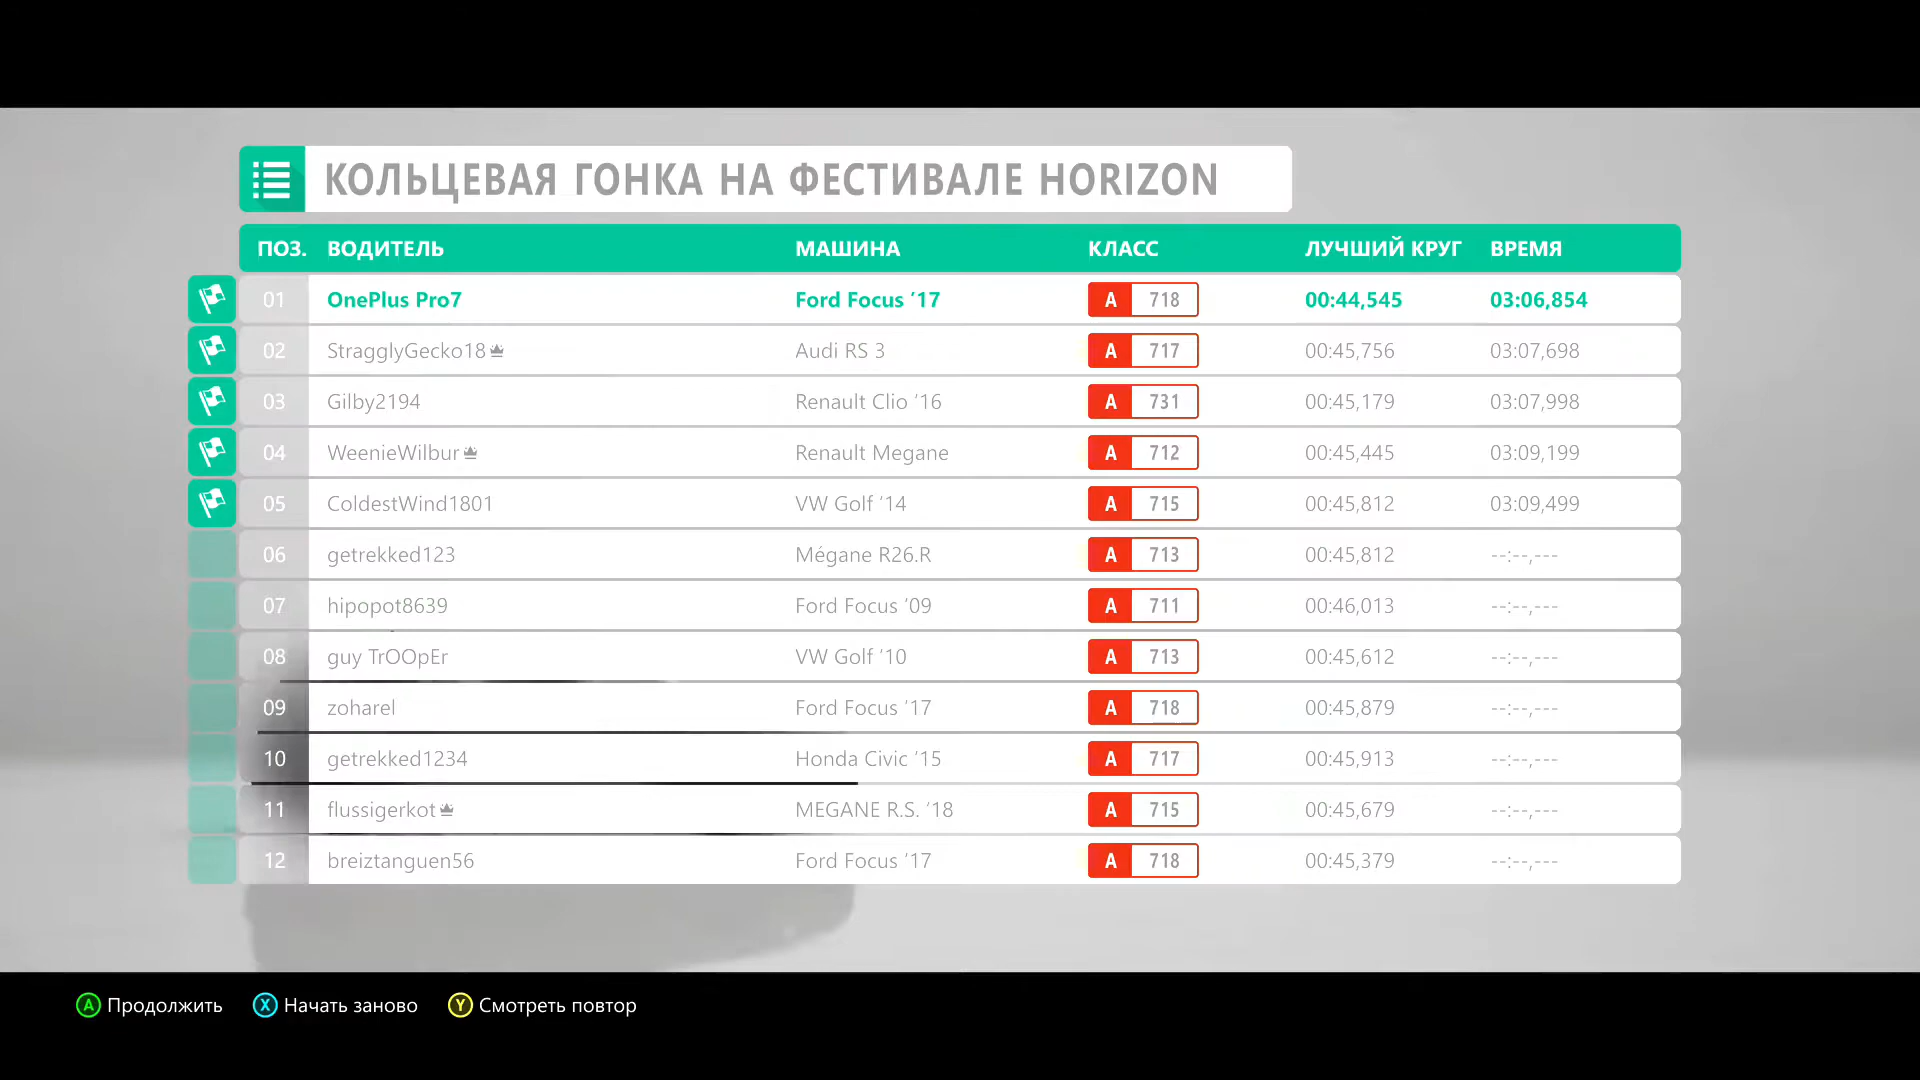 КОЛЬЦЕВАЯ ГОНКА НА ФЕСТИВАЛЕ HORIZON
ПОЗ. ВОДИТЕЛЬ МАШИНА КЛАСС ЛУЧШИЙ КРУГ ВРЕМЯ
01 OnePlus Pro7 Ford Focus ’17 A 718 00:44,545 03:06,854
02 StragglyGecko18 Audi RS 3 A 717 00:45,756 03:07,698
03 Gilby2194 Renault Clio ’16 A 731 00:45,179 03:07,998
04 WeenieWilbur Renault Megane A 712 00:45,445 03:09,199
05 ColdestWind1801 VW Golf ’14 A 715 00:45,812 03:09,499
06 getrekked123 Mégane R26.R A 713 00:45,812 --:--,---
07 hipopot8639 Ford Focus ’09 A 711 00:46,013 --:--,---
08 guy TrOOpEr VW Golf ’10 A 713 00:45,612 --:--,---
09 zoharel Ford Focus ’17 A 718 00:45,879 --:--,---
10 getrekked1234 Honda Civic ’15 A 717 00:45,913 --:--,---
11 flussigerkot MEGANE R.S. ’18 A 715 00:45,679 --:--,---
12 breiztanguen56 Ford Focus ’17 A 718 00:45,379 --:--,---
A Продолжить X Начать заново Y Смотреть повтор